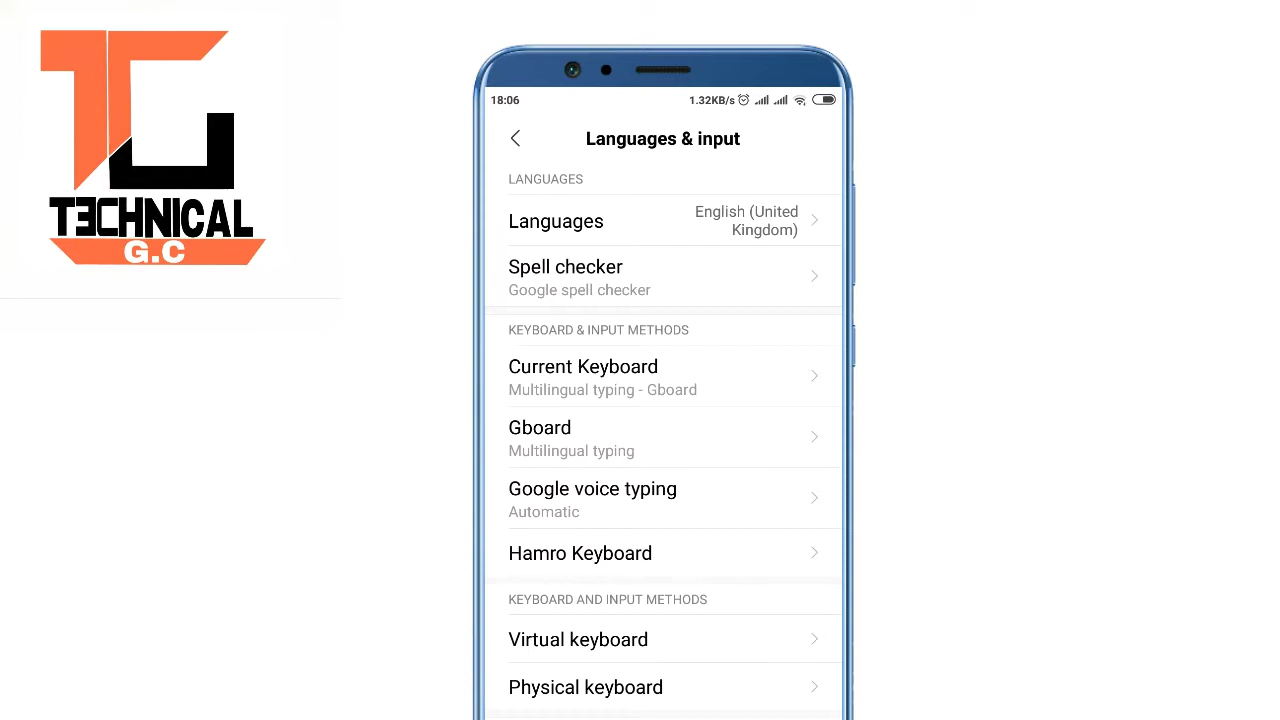 TECHNICAL
G.C
18:06
1.32KB/s
Languages & input
LANGUAGES
Languages
English (United
Kingdom)
Spell checker
Google spell checker
KEYBOARD & INPUT METHODS
Current Keyboard
Multilingual typing - Gboard
Gboard
Multilingual typing
Google voice typing
Automatic
Hamro Keyboard
KEYBOARD AND INPUT METHODS
Virtual keyboard
Physical keyboard